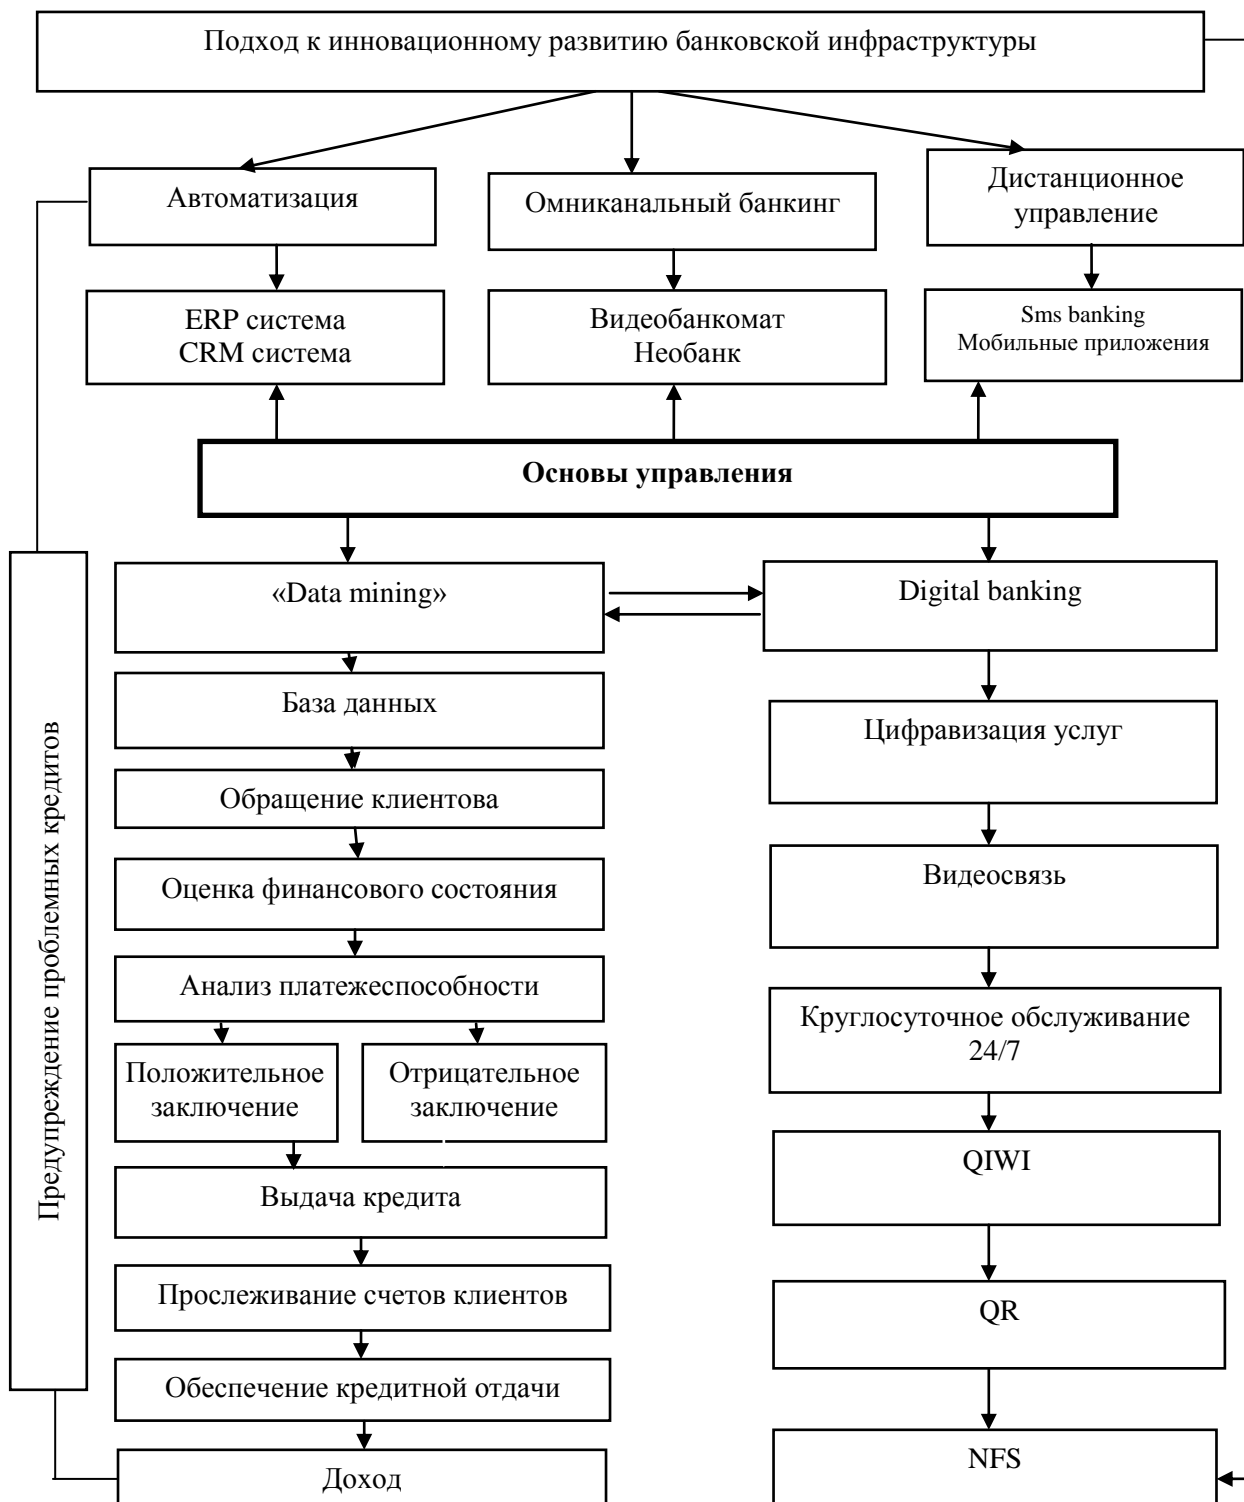 Подход к инновационному развитию банковской инфраструктуры
Автоматизация
Омниканальный банкинг
Дистанционное
управление
ERP система
CRM система
Видеобанкомат
Необанк
Sms banking
Мобильные приложения
Основы управления
«Data mining»
Digital banking
База данных
Цифравизация услуг
Обращение клиентова
Оценка финансового состояния
Видеосвязь
Анализ платежеспособности
Круглосуточное обслуживание
24/7
Положительное
заключение
Отрицательное
заключение
QIWI
Выдача кредита
Прослеживание счетов клиентов
QR
Обеспечение кредитной отдачи
Доход
NFS
Предупреждение проблемных кредитов